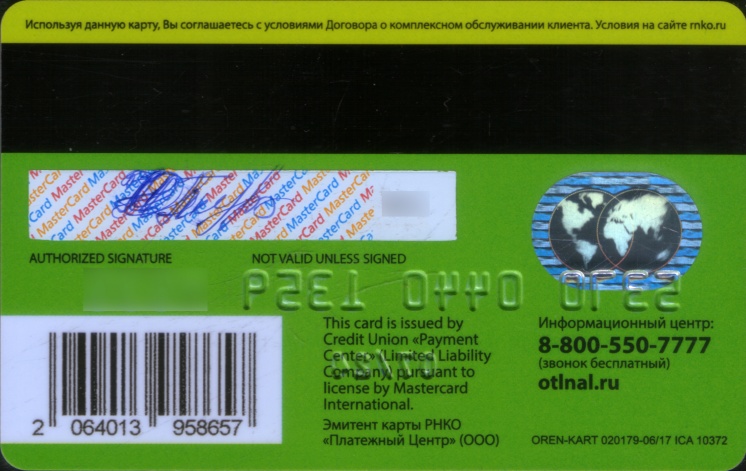 Используя данную карту, Вы соглашаетесь с условиями Договора о комплексном обслуживании клиента. Условия на сайте rnko.ru
AUTHORIZED SIGNATURE
NOT VALID UNLESS SIGNED
This card is issued by
Credit Union «Payment
Center» Limited Liability
Company, pursuant to
license by Mastercard
International.
Эмитент карты РНКО
«Платежный Центр» (ООО)
Информационный центр:
8-800-550-7777
(звонок бесплатный)
otlnal.ru
2 064013 958657
OREN-KART 020179-06/17 ICA 10372